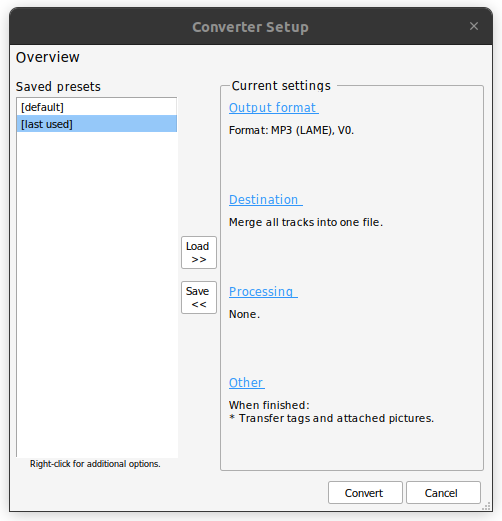 Converter Setup
×
Overview
Saved presets
[default]
[last used]
Right-click for additional options.
Load
>>
Save
<<
Current settings
Output format
Format: MP3 (LAME), V0.
Destination
Merge all tracks into one file.
Processing
None.
Other
When finished:
* Transfer tags and attached pictures.
Convert
Cancel